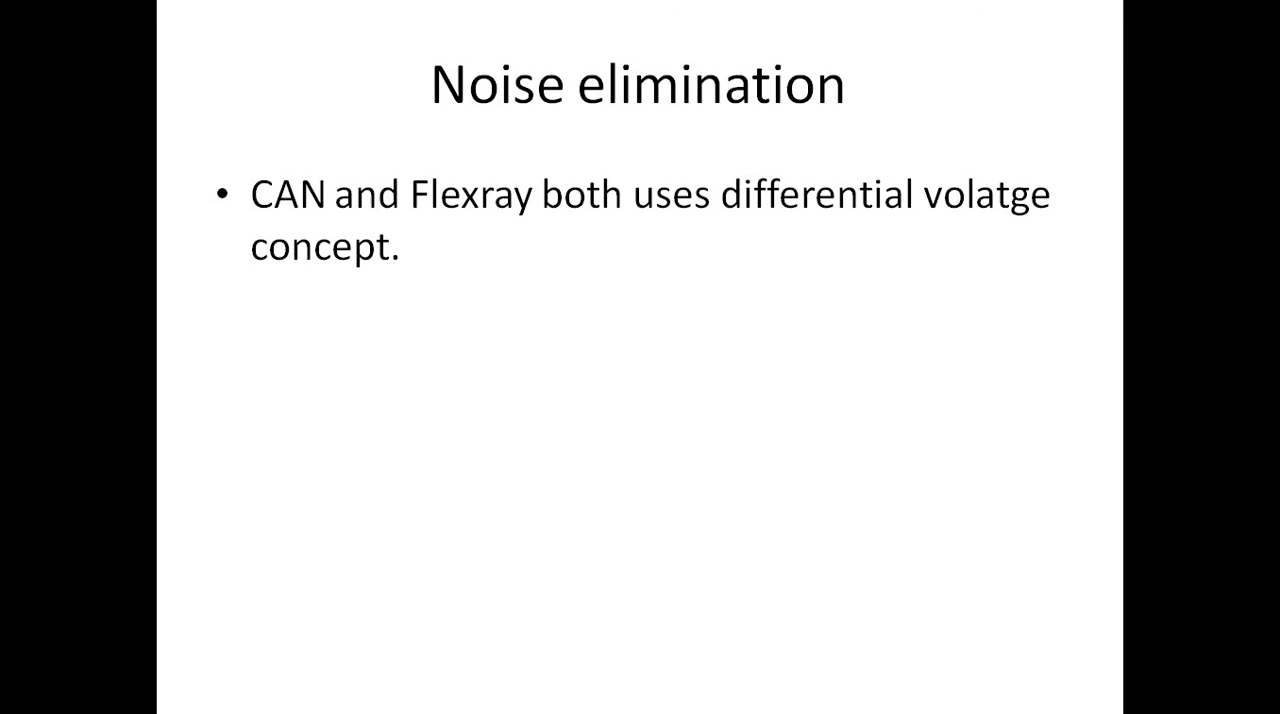 Noise elimination
• CAN and Flexray both uses differential volatge
concept.